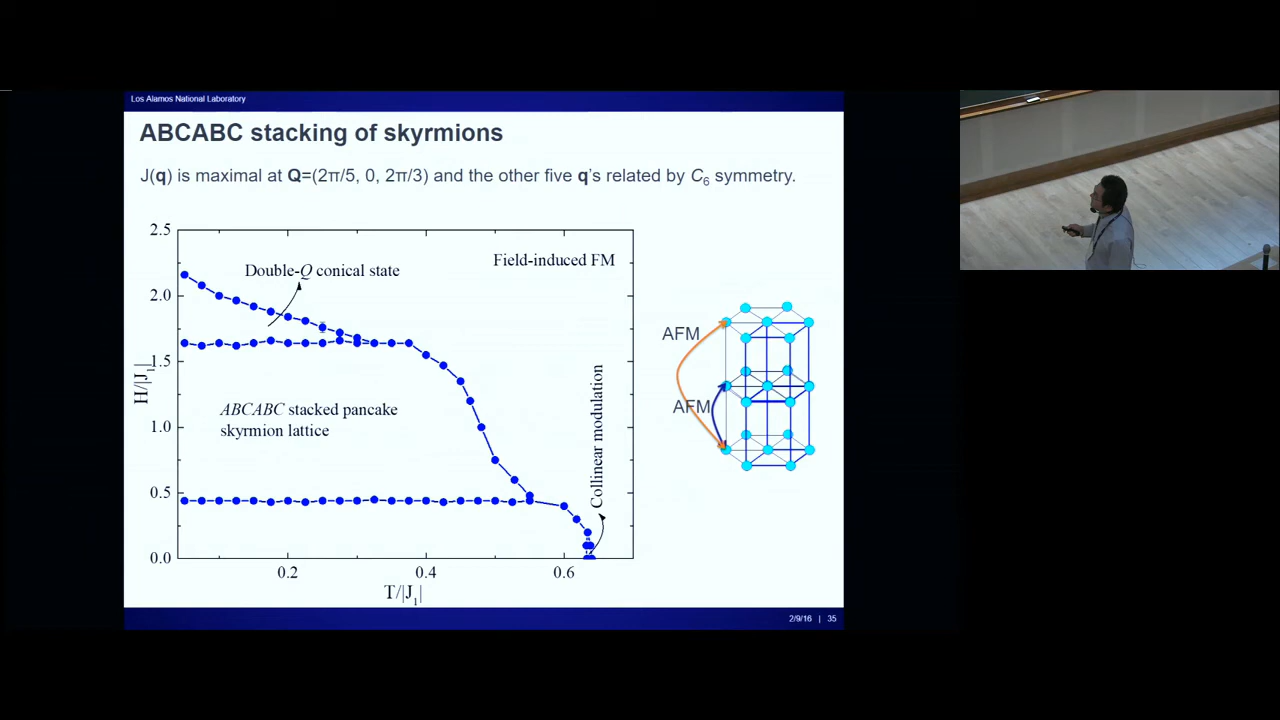 Los Alamos National Laboratory
ABCABC stacking of skyrmions
J(q) is maximal at Q=(2π/5, 0, 2π/3) and the other five q's related by C6 symmetry.
2.5
2.0
1.5
1.0
0.5
0.0
H/|J1|
Double-Q conical state
Field-induced FM
ABCABC stacked pancake
skyrmion lattice
Collinear modulation
0.2
0.4
0.6
T/|J1|
AFM
AFM
2/9/16 | 35